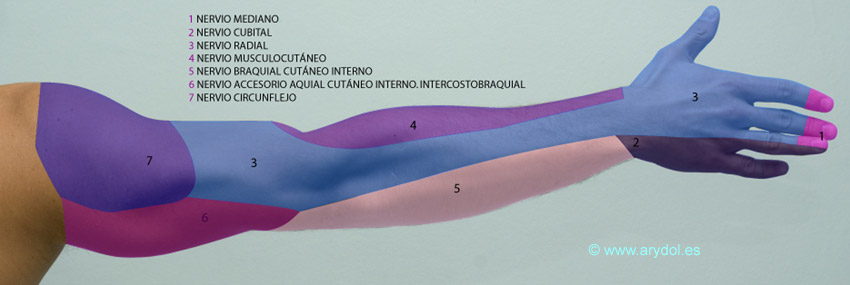 1 NERVIO MEDIANO
2 NERVIO CUBITAL
3 NERVIO RADIAL
4 NERVIO MUSCULOCUTÁNEO
5 NERVIO BRAQUIAL CUTÁNEO INTERNO
6 NERVIO ACCESORIO AQUIAL CUTÁNEO INTERNO. INTERCOSTOBRAQUIAL
7 NERVIO CIRCUNFLEJO
3
4
1
2
7
3
5
6
© www.arydol.es